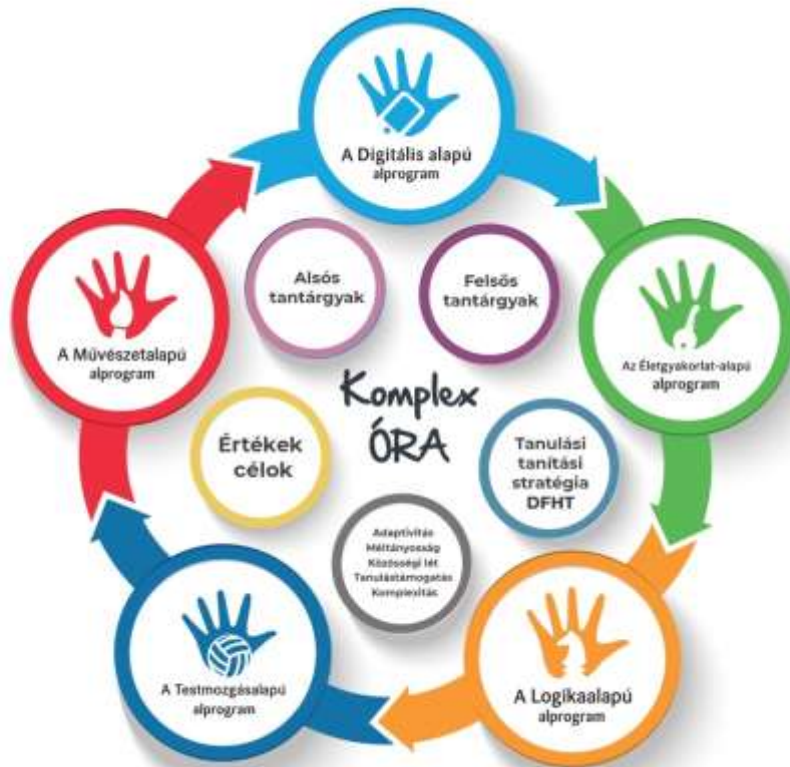 A Digitális alapú
alprogram
Alsós
tantárgyak
Felsős
tantárgyak
A Művészetalapú
alprogram
Az Életgyakorlat-alapú
alprogram
Komplex
ÓRA
Értékek
célok
Tanulási
tanítási
stratégia
DFHT
Adaptivitás
Méltányosság
Közösségi lét
Tanulástámogatás
Komplexitás
A Testmozgásalapú
alprogram
A Logikaalapú
alprogram